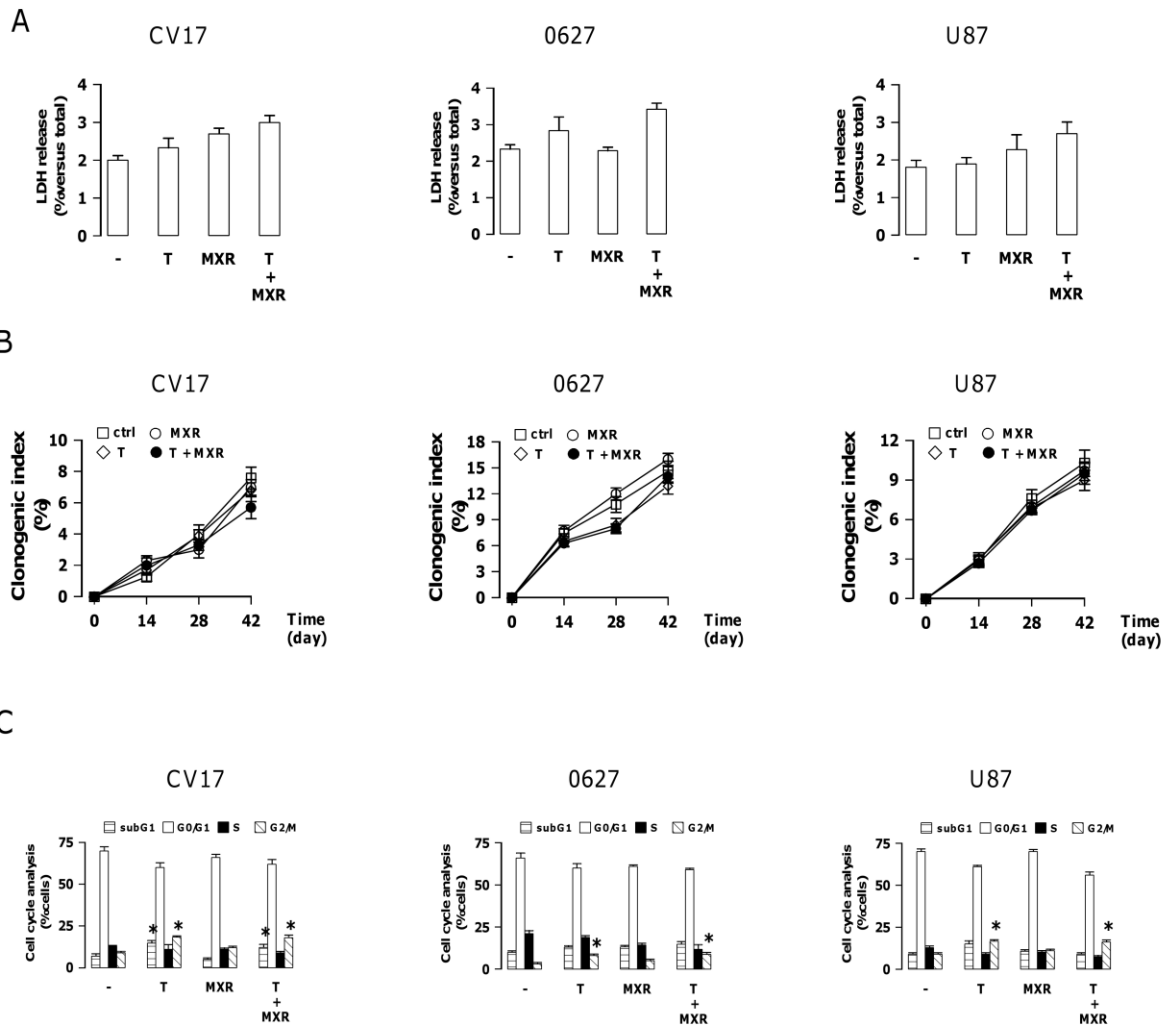 A
CV17
0627
U87
LDH release
(%versus total)
4
3
2
1
0
- T MXR T
+
MXR
LDH release
(%versus total)
4
3
2
1
0
- T MXR T
+
MXR
LDH release
(%versus total)
4
3
2
1
0
- T MXR T
+
MXR
B
CV17
0627
U87
Clonogenic index
(%)
ctrl MXR
T T +MXR
10
8
6
4
2
0
0 14 28 42
Time
(day)
Clonogenic index
(%)
ctrl MXR
T T +MXR
18
15
12
9
6
3
0
0 14 28 42
Time
(day)
Clonogenic index
(%)
ctrl MXR
T T +MXR
12
9
6
3
0
0 14 28 42
Time
(day)
C
CV17
0627
U87
subG1 G0/G1 S G2/M
Cell cycle analysis
(%cells)
75
50
25
0
* * * *
- T MXR T
+
MXR
subG1 G0/G1 S G2/M
Cell cycle analysis
(%cells)
75
50
25
0
* *
- T MXR T
+
MXR
subG1 G0/G1 S G2/M
Cell cycle analysis
(%cells)
75
50
25
0
* *
- T MXR T
+
MXR